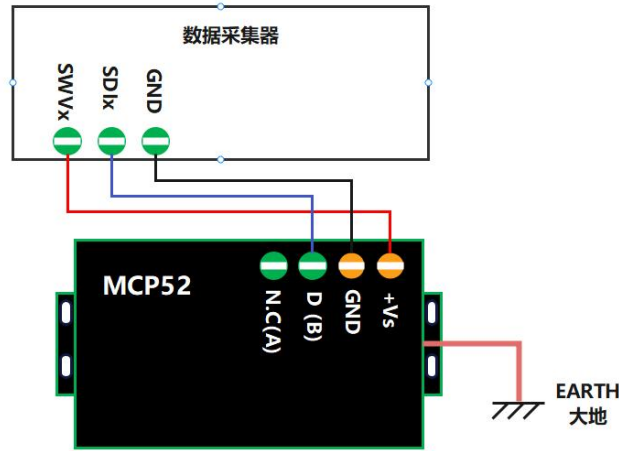 数据采集器
SWVx
SDIx
GND
MCP52
N.C(A)
D (B)
GND
+Vs
EARTH
大地